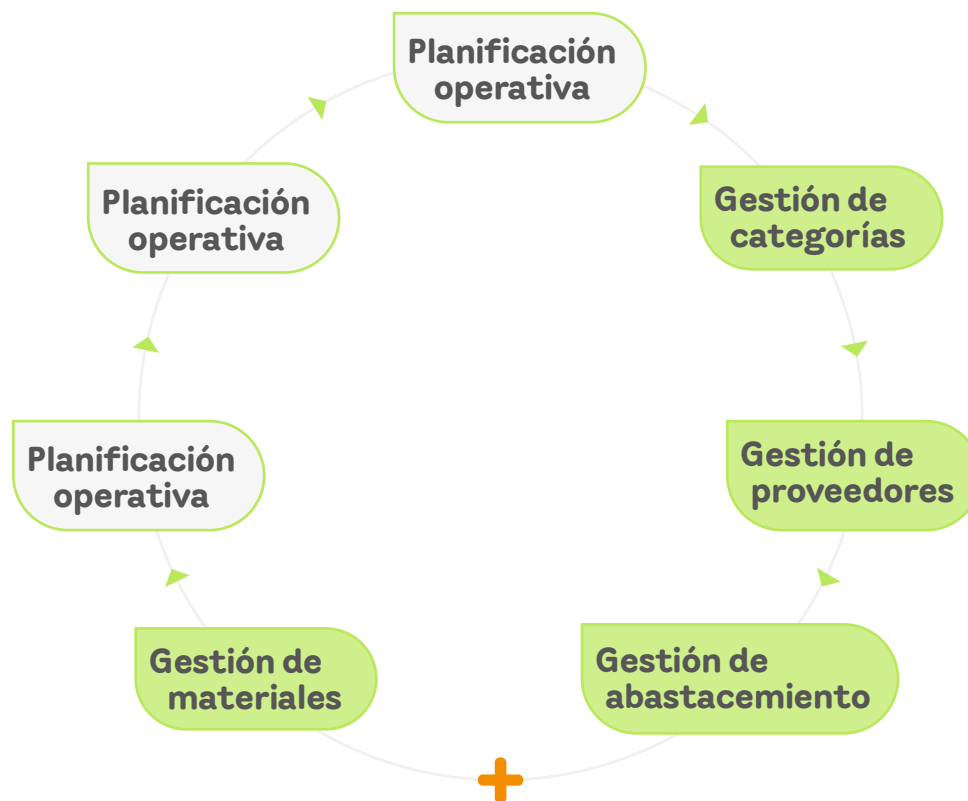 Planificación
operativa
Planificación
operativa
Gestión de
categorías
Planificación
operativa
Gestión de
proveedores
Gestión de
materiales
Gestión de
abastacemiento